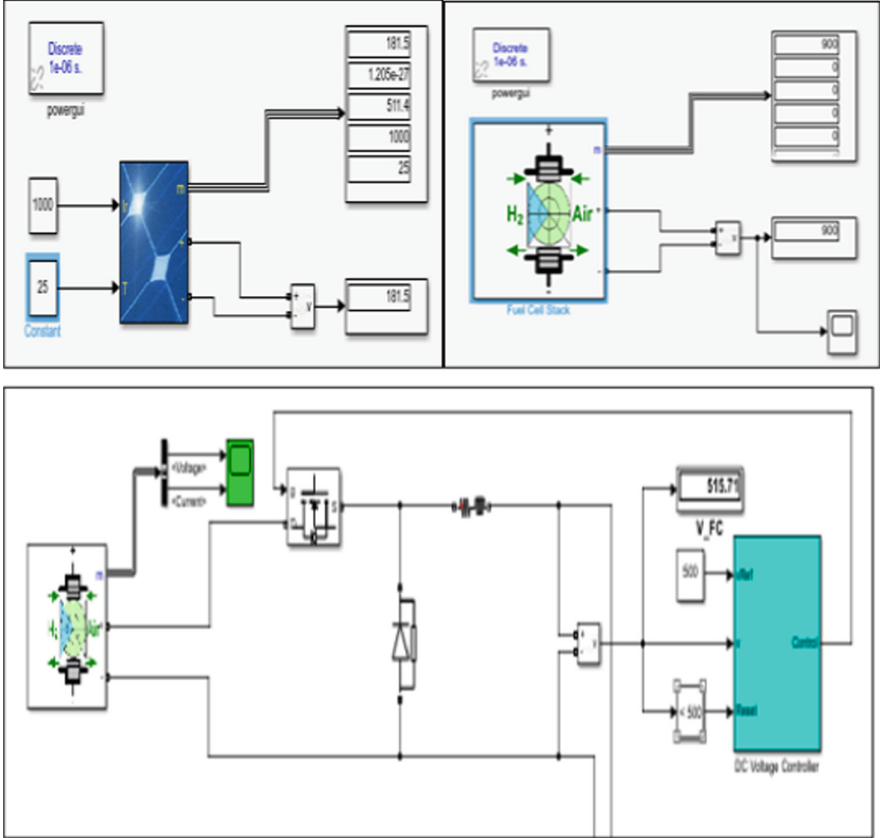 Discrete
1e-06 s.
powergui
181.5
1.205e-27
511.4
1000
25
1000
m
T
+
-
25
Constant
+
-
v
181.5
Discrete
1e-06 s.
powergui
900
0
0
0
0
+
m
H2
Air
+
-
-
Fuel Cell Stack
+
-
v
900
<Voltage>
<Current>
+
m
Air
-
g
S
515.71
V_FC
500
vRef
+
-
v
v
Control
< 500
Reset
DC Voltage Controller